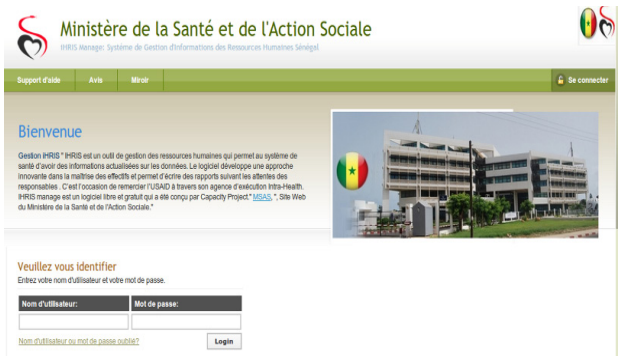 Ministère de la Santé et de l'Action Sociale
IHRIS Manage: Système de Gestion d'Informations des Ressources Humaines Sénégal
Support d'aide Avis Miroir Se connecter
Bienvenue
Gestion IHRIS " IHRIS est un outil de gestion des ressources humaines qui permet au système de
santé d'avoir des informations actualisées sur les données. Le logiciel développe une approche
innovante dans la maîtrise des effectifs et permet d'écrire des rapports suivant les attentes des
responsables . C'est l'occasion de remercier l'USAID à travers son agence d'exécution Intra-Health.
IHRIS manage est un logiciel libre et gratuit qui a été conçu par Capacity Project." MSAS, ", Site Web
du Ministère de la Santé et de l'Action Sociale."
Veuillez vous identifier
Entrez votre nom d'utilisateur et votre mot de passe.
Nom d'utilisateur: Mot de passe:
Nom d'utilisateur ou mot de passe oublié? Login